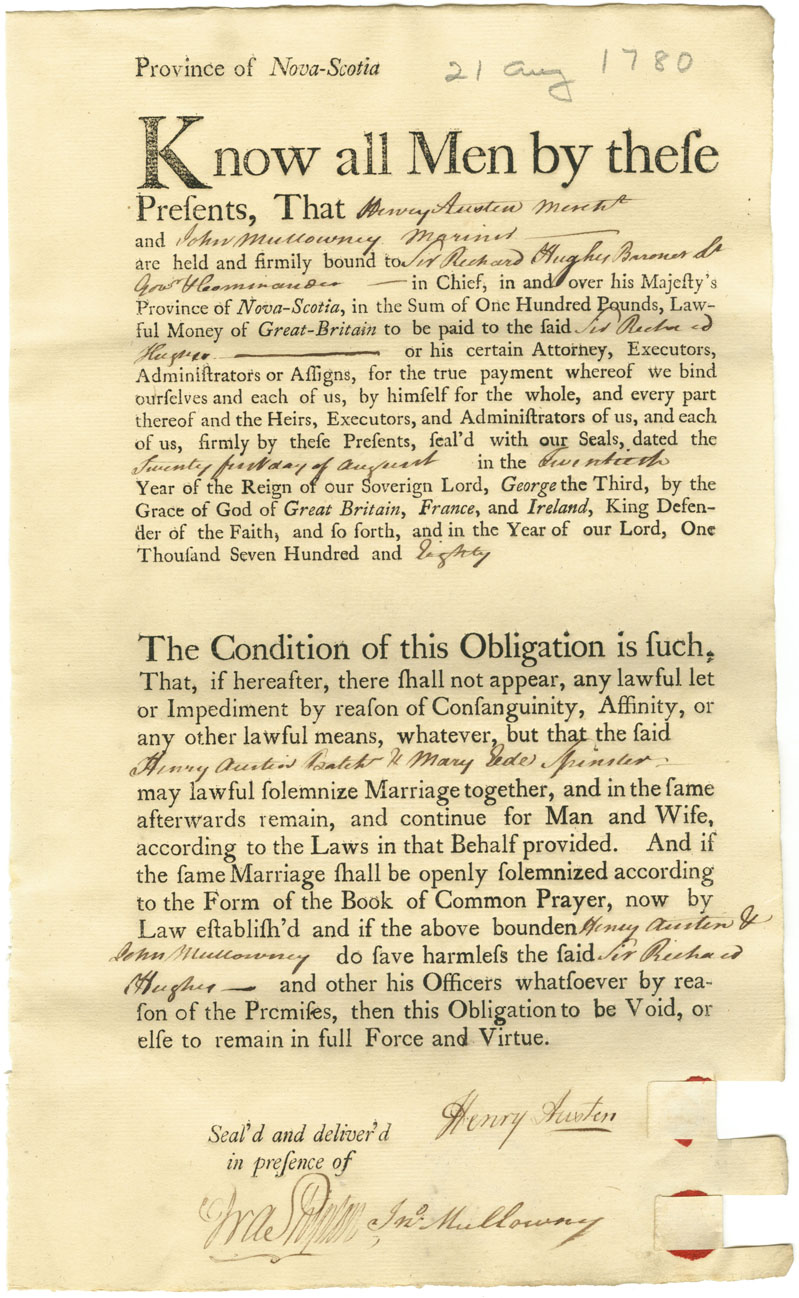 Province of Nova-Scotia
21 aug 1780
Know all Men by theſe
Preſents, That Henry Austen Mercht
and John Mullowney Mariner
are held and firmily bound to Sir Richard Hughs Baronet Lt
Govr & Commander in Chief, in and over his Majeſty's
Province of Nova-Scotia, in the Sum of One Hundred Pounds, Law-
ful Money of Great-Britain to be paid to the ſaid Sir Richard
Hughes or his certain Attorney, Executors,
Adminiſtrators or Aſſigns, for the true payment whereof we bind
ourſelves and each of us, by himſelf for the whole, and every part
thereof and the Heirs, Executors, and Adminiſtrators of us, and each
of us, firmly by theſe Preſents, ſeal'd with our Seals, dated the
Twenty first day of august in the Twentieth
Year of the Reign of our Soverign Lord, George the Third, by the
Grace of God of Great Britain, France, and Ireland, King Defen-
der of the Faith, and ſo forth, and in the Year of our Lord, One
Thouſand Seven Hundred and Eighty
The Condition of this Obligation is ſuch,
That, if hereafter, there ſhall not appear, any lawful let
or Impediment by reaſon of Conſanguinity, Affinity, or
any other lawful means, whatever, but that the ſaid
Henry Austin Batchr & Mary Spinster
may lawful ſolemnize Marriage together, and in the ſame
afterwards remain, and continue for Man and Wife,
according to the Laws in that Behalf provided. And if
the ſame Marriage ſhall be openly ſolemnized according
to the Form of the Book of Common Prayer, now by
Law eſtabliſh'd and if the above bounden Henry Austen &
John Mullowney do ſave harmleſs the ſaid Sir Richard
Hughes and other his Officers whatſoever by rea-
ſon of the Premiſes, then this Obligation to be Void, or
elſe to remain in full Force and Virtue.
Henry Austen
Seal'd and deliver'd
in preſence of
Jno. Mullowny